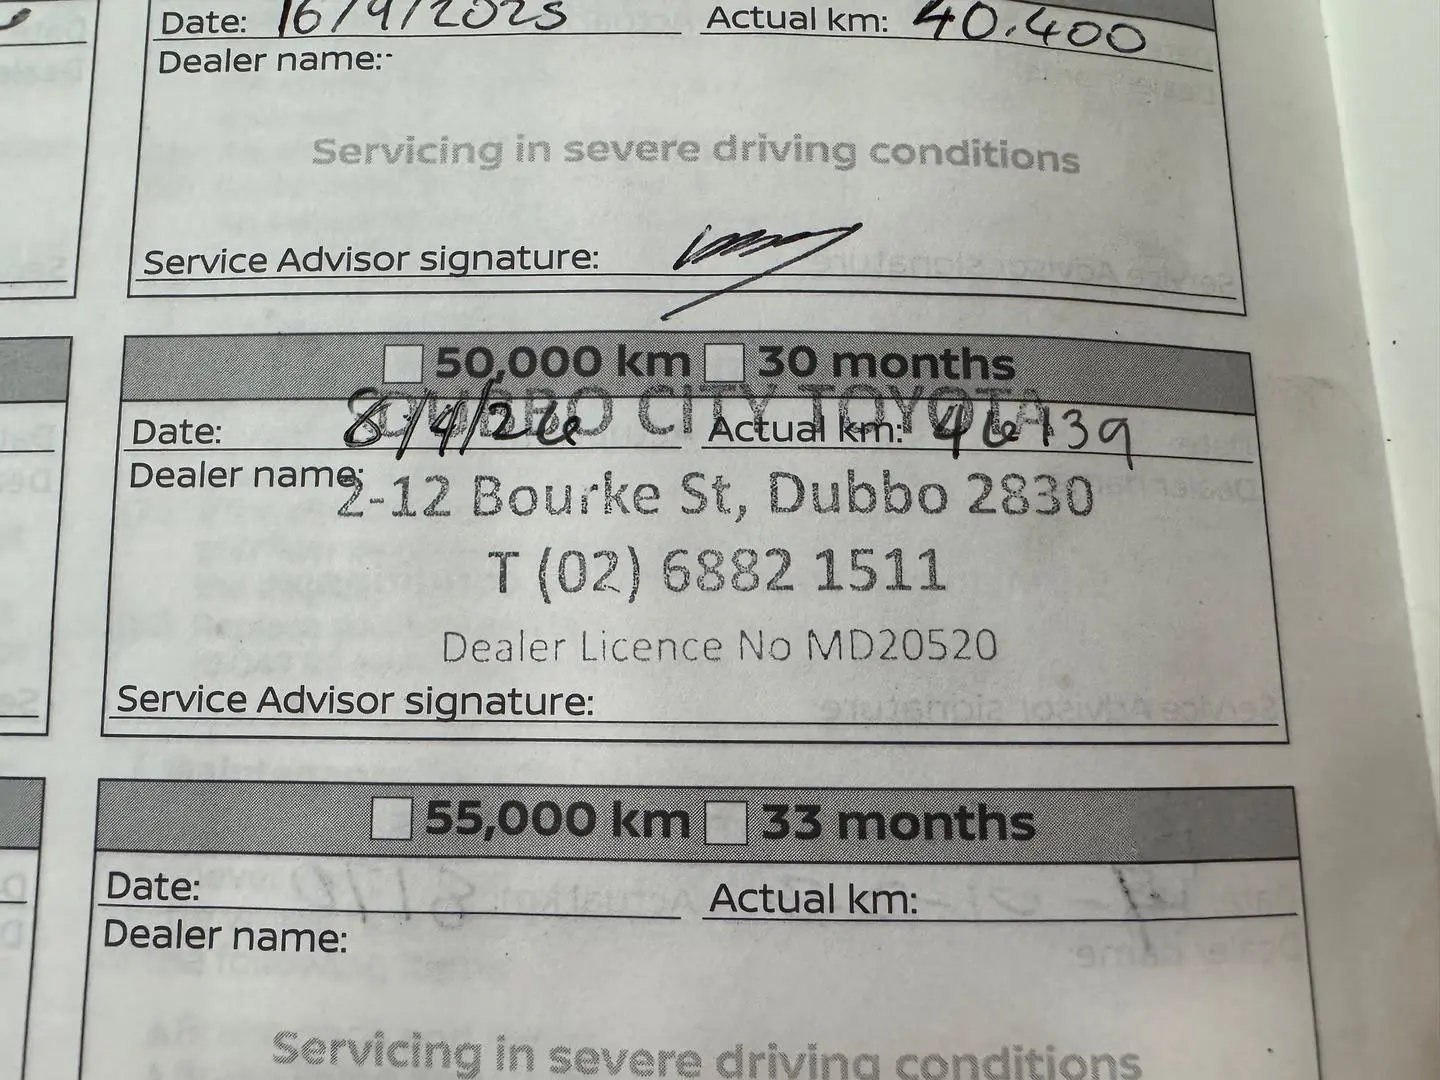 Date: 16/4/2025 Actual km: 40.400
Dealer name:
Servicing in severe driving conditions
Service Advisor signature:
50,000 km 30 months
DUBBO CITY TOYOTA
Date: 8/4/26 Actual km: 46139
Dealer name:
2-12 Bourke St, Dubbo 2830
T (02) 6882 1511
Dealer Licence No MD20520
Service Advisor signature:
55,000 km 33 months
Date: Actual km:
Dealer name:
Servicing in severe driving conditions